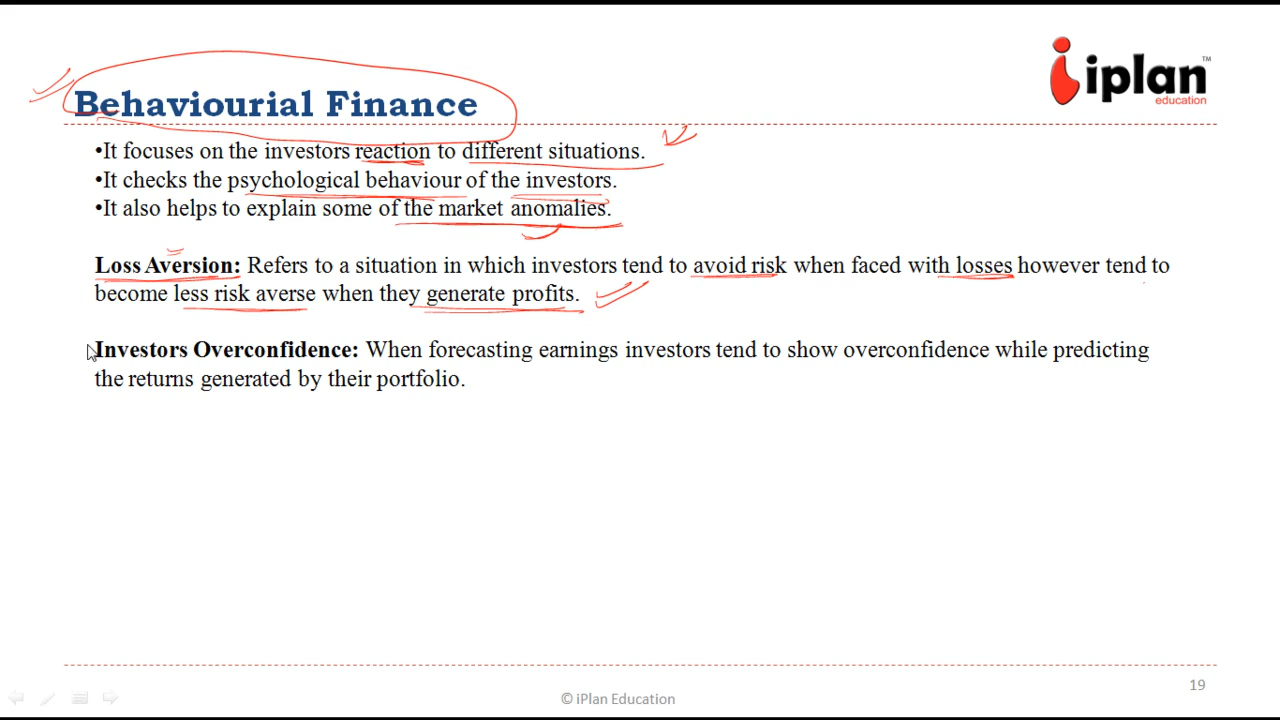 iplan™
education
Behaviourial Finance
•It focuses on the investors reaction to different situations.
•It checks the psychological behaviour of the investors.
•It also helps to explain some of the market anomalies.
Loss Aversion: Refers to a situation in which investors tend to avoid risk when faced with losses however tend to
become less risk averse when they generate profits.
Investors Overconfidence: When forecasting earnings investors tend to show overconfidence while predicting
the returns generated by their portfolio.
© iPlan Education
19